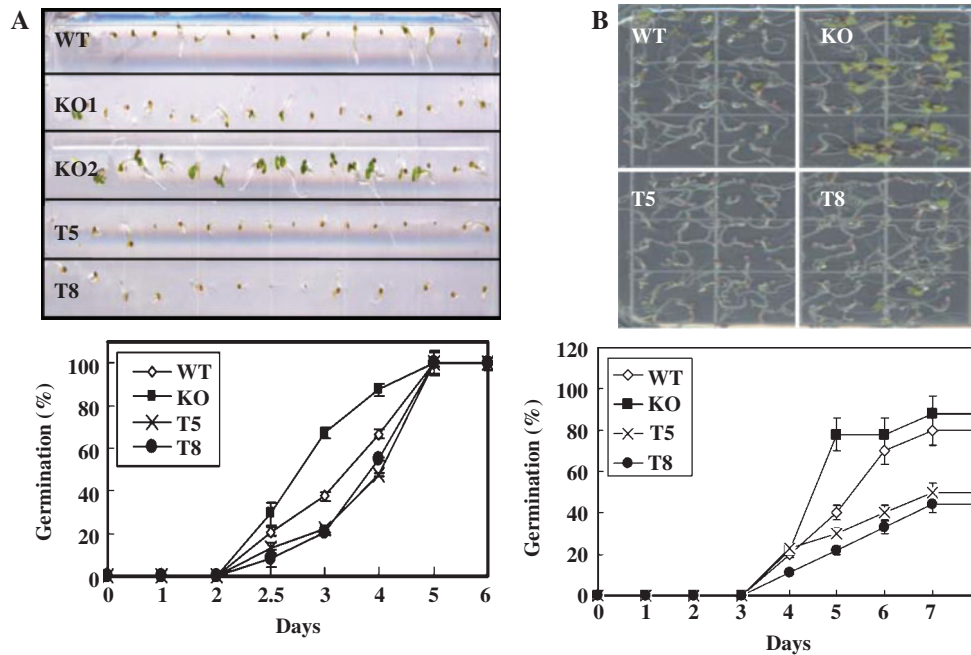 A
WT
KO1
KO2
T5
T8
B
WT
KO
T5
T8
Germination (%)
100
80
60
40
20
0
WT
KO
T5
T8
0 1 2 2.5 3 4 5 6
Days
Germination (%)
120
100
80
60
40
20
0
WT
KO
T5
T8
0 1 2 3 4 5 6 7
Days